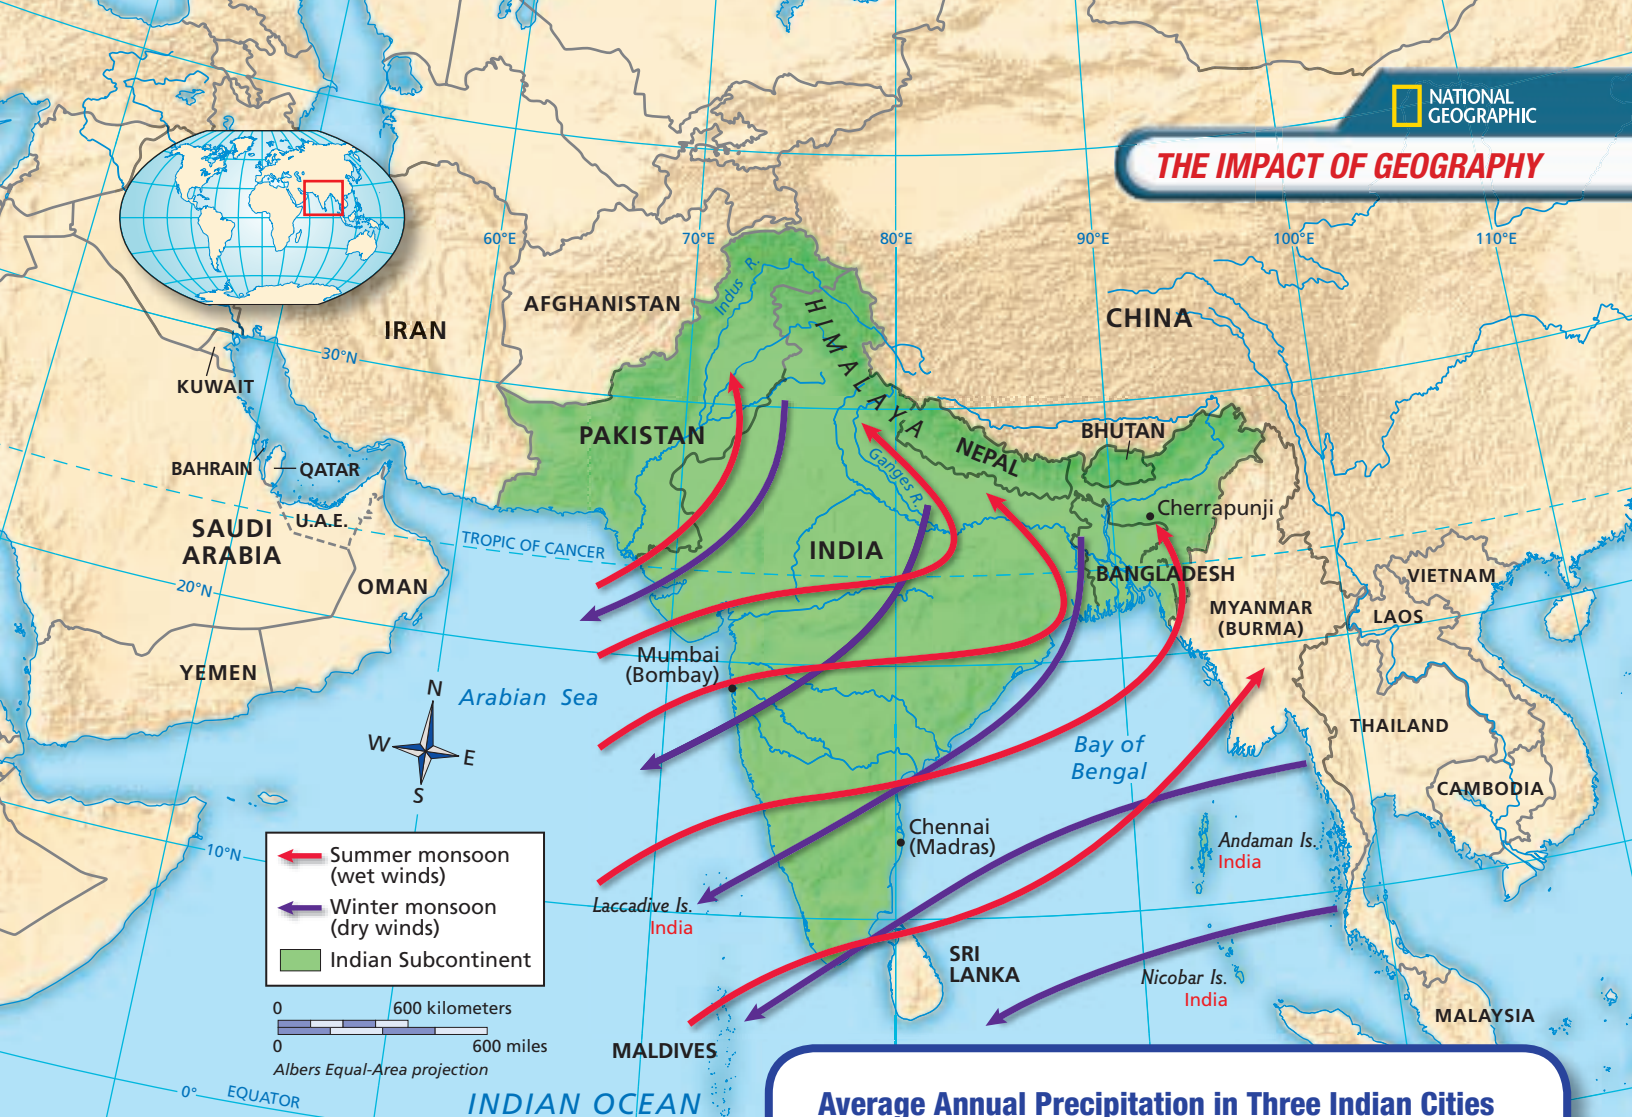 NATIONAL
GEOGRAPHIC
THE IMPACT OF GEOGRAPHY
60°E
70°E
80°E
90°E
100°E
110°E
AFGHANISTAN
Indus R.
HIMALAYA
CHINA
IRAN
30°N
KUWAIT
PAKISTAN
BHUTAN
NEPAL
BAHRAIN
QATAR
Ganges R.
Cherrapunji
U.A.E.
SAUDI
ARABIA
TROPIC OF CANCER
INDIA
BANGLADESH
VIETNAM
20°N
OMAN
MYANMAR
(BURMA)
LAOS
YEMEN
Mumbai
(Bombay)
N
W
E
S
Arabian Sea
THAILAND
Bay of
Bengal
CAMBODIA
Chennai
(Madras)
Andaman Is.
India
10°N
Summer monsoon
(wet winds)
Winter monsoon
(dry winds)
Indian Subcontinent
Laccadive Is.
India
SRI
LANKA
Nicobar Is.
India
0
600 kilometers
0
600 miles
Albers Equal-Area projection
MALDIVES
MALAYSIA
0°
EQUATOR
INDIAN OCEAN
Average Annual Precipitation in Three Indian Cities